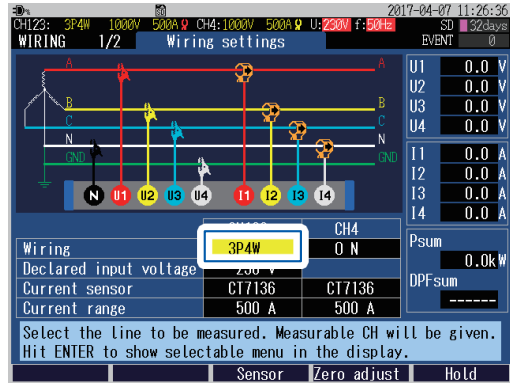 2017-04-07 11:26:36
CH123: 3P4W 1000V 500A CH4:1000V 500A U:230V f:50Hz SD 32days
WIRING 1/2 Wiring settings EVENT 0
A A
B B
C C
N N
GND GND
N U1 U2 U3 U4 I1 I2 I3 I4
U1 0.0 V
U2 0.0 V
U3 0.0 V
U4 0.0 V
I1 0.0 A
I2 0.0 A
I3 0.0 A
I4 0.0 A
Psum
0.0kW
DPFsum
------
CH4
Wiring 3P4W ON
Declared input voltage 230 V
Current sensor CT7136 CT7136
Current range 500 A 500 A
Select the line to be measured. Measurable CH will be given.
Hit ENTER to show selectable menu in the display.
Sensor Zero adjust Hold